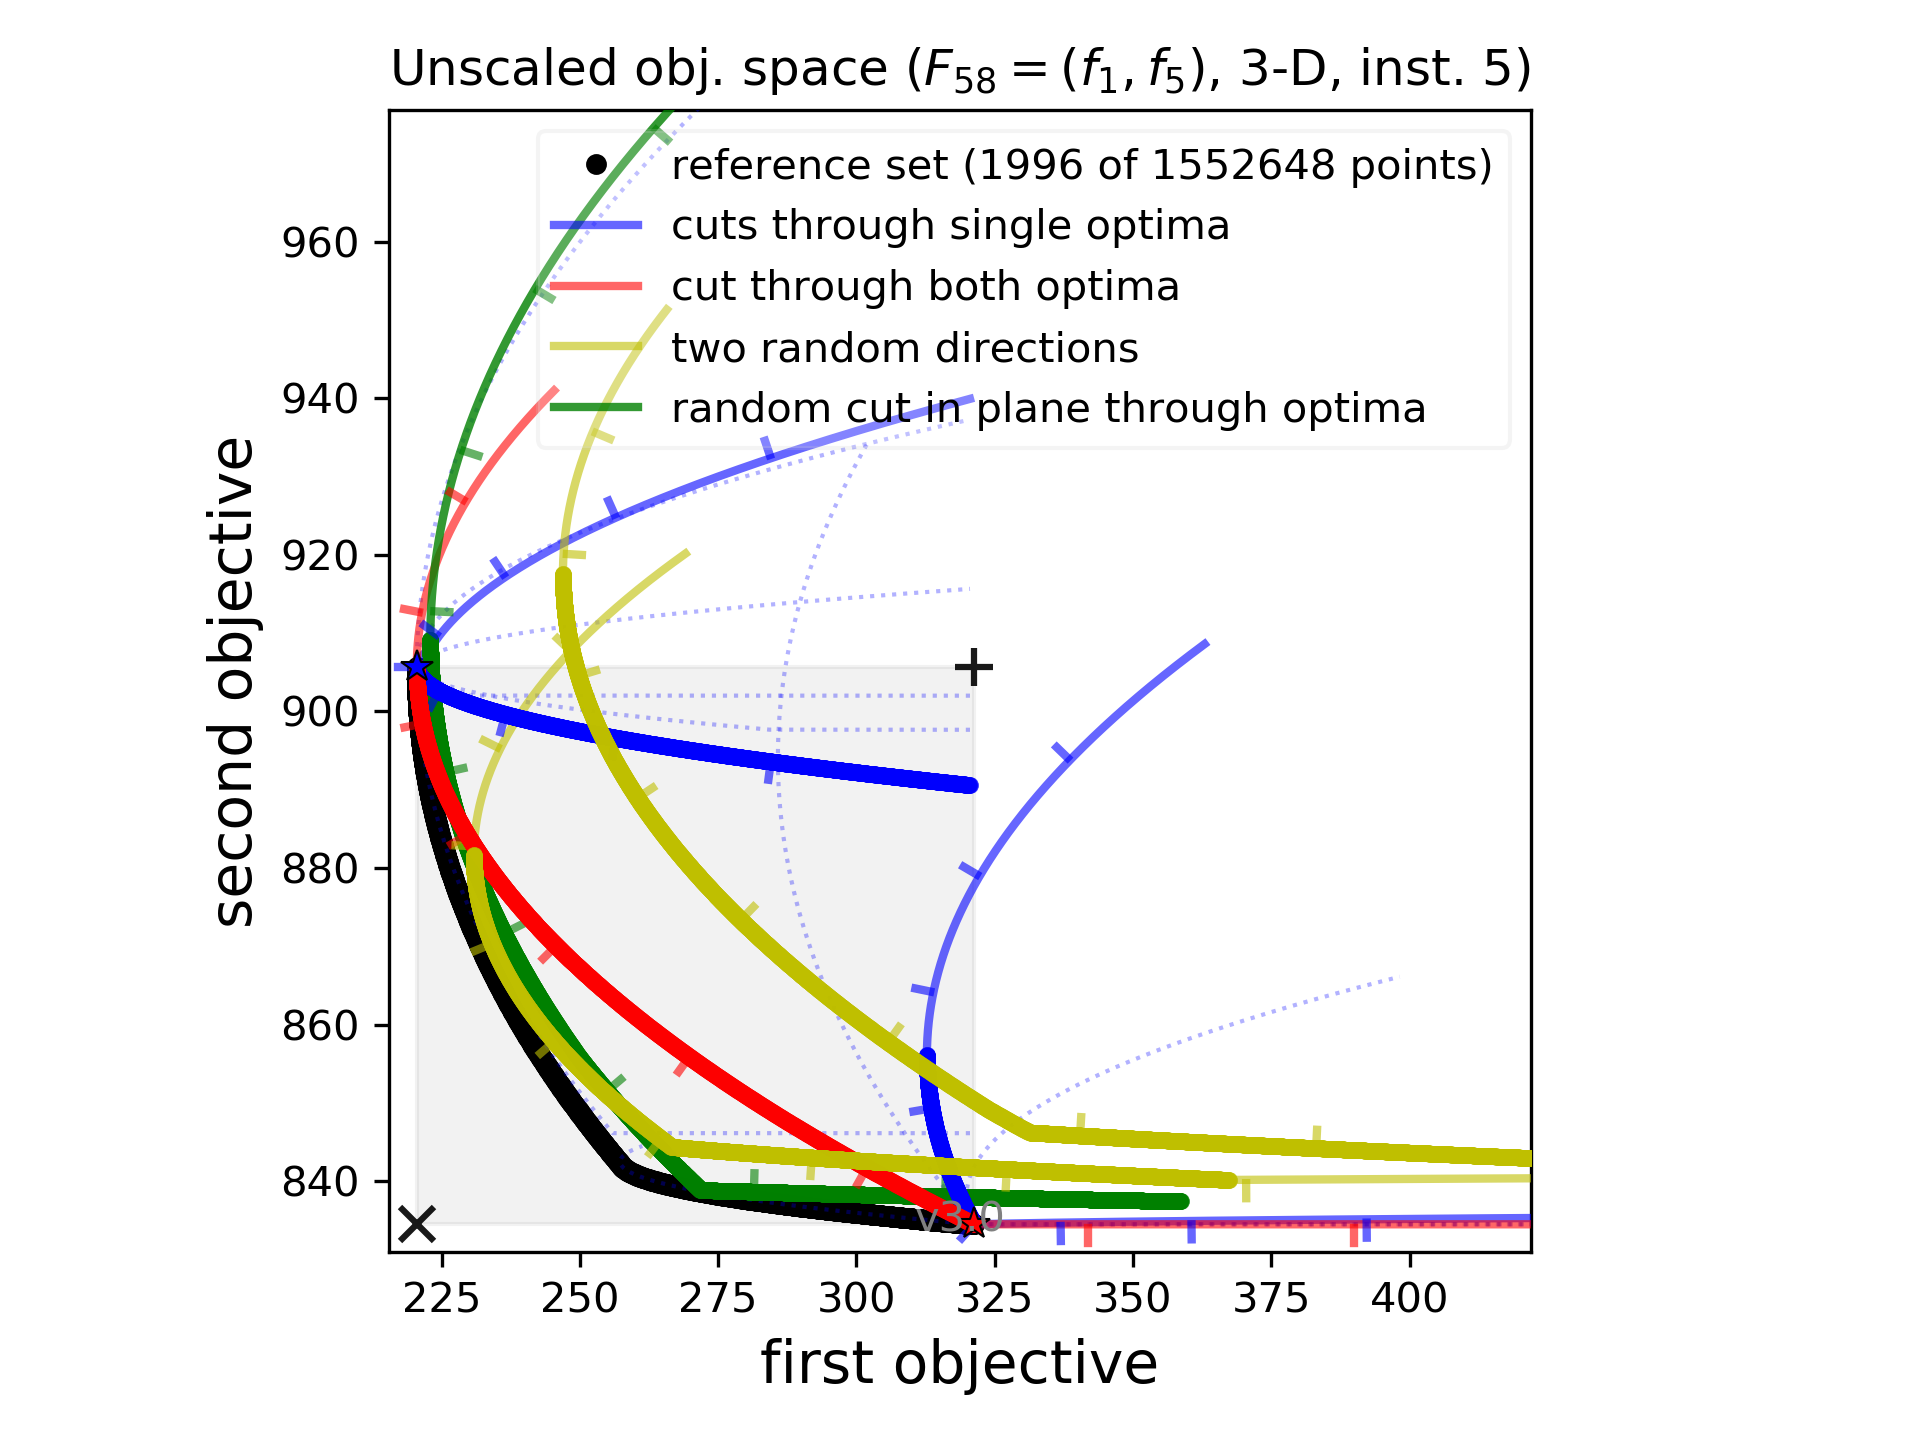 Unscaled obj. space (F₅₈ = (f₁, f₅), 3-D, inst. 5)
reference set (1996 of 1552648 points)
cuts through single optima
cut through both optima
two random directions
random cut in plane through optima
second objective
960
940
920
900
880
860
840
v3.0
225 250 275 300 325 350 375 400
first objective